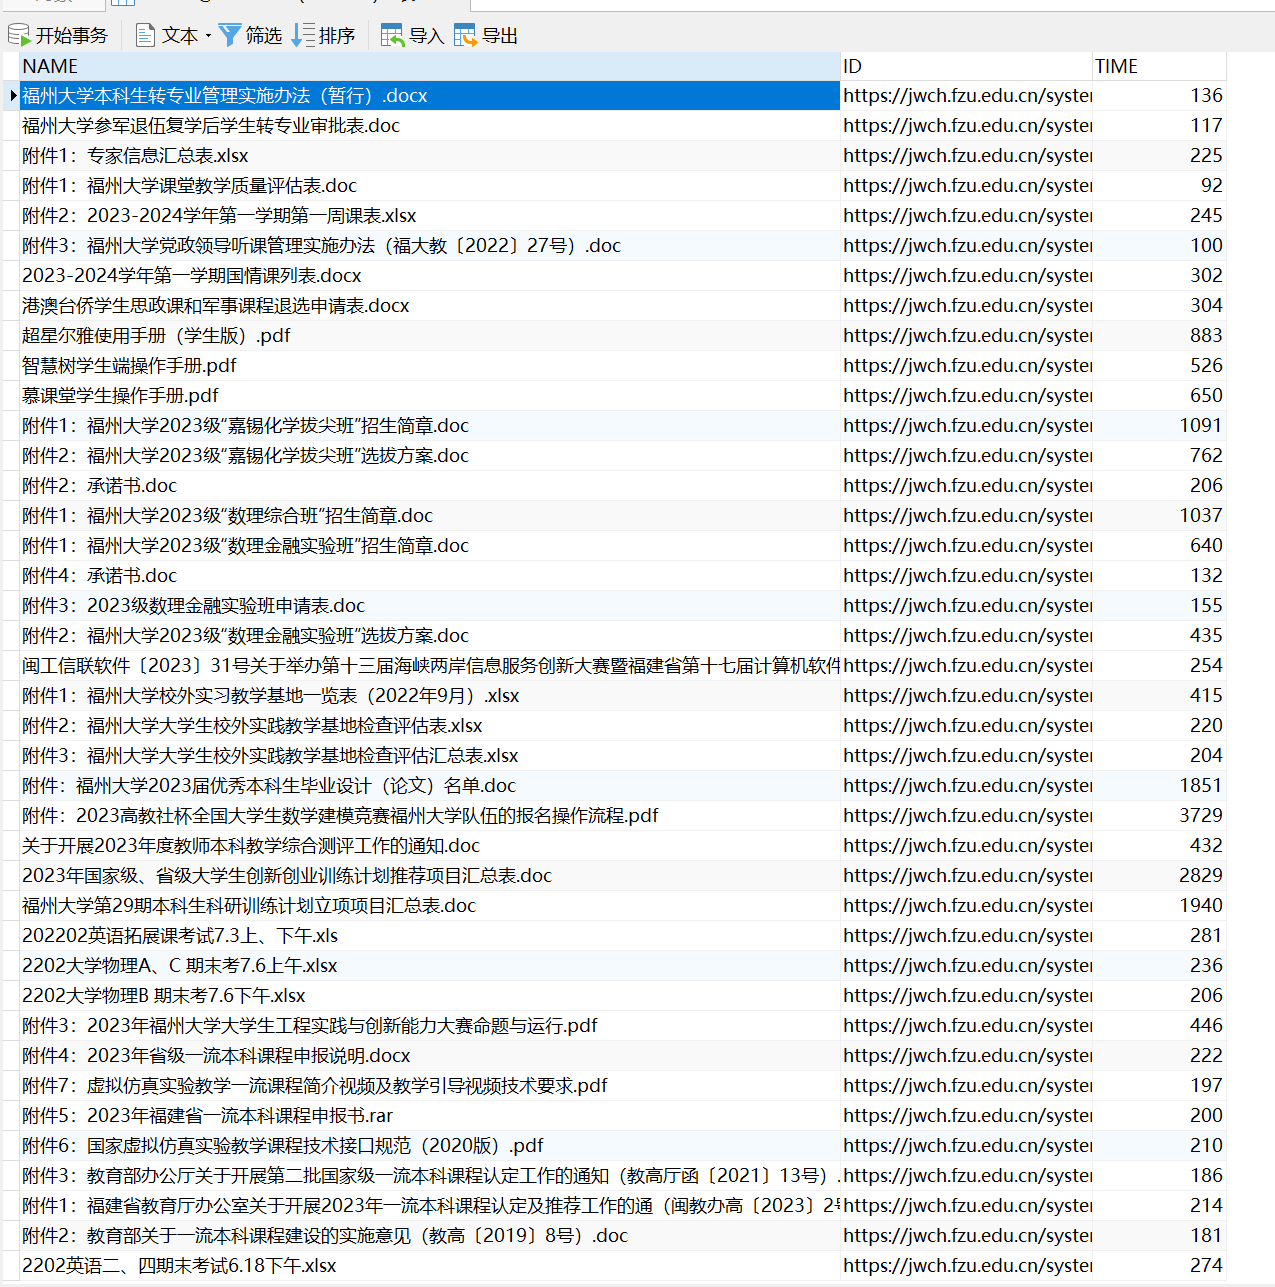 开始事务 文本 筛选 排序 导入 导出
NAME ID TIME
福州大学本科生转专业管理实施办法（暂行）.docx https://jwch.fzu.edu.cn/syster 136
福州大学参军退伍复学后学生转专业审批表.doc https://jwch.fzu.edu.cn/syster 117
附件1：专家信息汇总表.xlsx https://jwch.fzu.edu.cn/syster 225
附件1：福州大学课堂教学质量评估表.doc https://jwch.fzu.edu.cn/syster 92
附件2：2023-2024学年第一学期第一周课表.xlsx https://jwch.fzu.edu.cn/syster 245
附件3：福州大学党政领导听课管理实施办法（福大教〔2022〕27号）.doc https://jwch.fzu.edu.cn/syster 100
2023-2024学年第一学期国情课列表.docx https://jwch.fzu.edu.cn/syster 302
港澳台侨学生思政课和军事课程退选申请表.docx https://jwch.fzu.edu.cn/syster 304
超星尔雅使用手册（学生版）.pdf https://jwch.fzu.edu.cn/syster 883
智慧树学生端操作手册.pdf https://jwch.fzu.edu.cn/syster 526
慕课堂学生操作手册.pdf https://jwch.fzu.edu.cn/syster 650
附件1：福州大学2023级“嘉锡化学拔尖班”招生简章.doc https://jwch.fzu.edu.cn/syster 1091
附件2：福州大学2023级“嘉锡化学拔尖班”选拔方案.doc https://jwch.fzu.edu.cn/syster 762
附件2：承诺书.doc https://jwch.fzu.edu.cn/syster 206
附件1：福州大学2023级“数理综合班”招生简章.doc https://jwch.fzu.edu.cn/syster 1037
附件1：福州大学2023级“数理金融实验班”招生简章.doc https://jwch.fzu.edu.cn/syster 640
附件4：承诺书.doc https://jwch.fzu.edu.cn/syster 132
附件3：2023级数理金融实验班申请表.doc https://jwch.fzu.edu.cn/syster 155
附件2：福州大学2023级“数理金融实验班”选拔方案.doc https://jwch.fzu.edu.cn/syster 435
闽工信联软件〔2023〕31号关于举办第十三届海峡两岸信息服务创新大赛暨福建省第十七届计算机软件 https://jwch.fzu.edu.cn/syster 254
附件1：福州大学校外实习教学基地一览表（2022年9月）.xlsx https://jwch.fzu.edu.cn/syster 415
附件2：福州大学大学生校外实践教学基地检查评估表.xlsx https://jwch.fzu.edu.cn/syster 220
附件3：福州大学大学生校外实践教学基地检查评估汇总表.xlsx https://jwch.fzu.edu.cn/syster 204
附件：福州大学2023届优秀本科生毕业设计（论文）名单.doc https://jwch.fzu.edu.cn/syster 1851
附件：2023高教社杯全国大学生数学建模竞赛福州大学队伍的报名操作流程.pdf https://jwch.fzu.edu.cn/syster 3729
关于开展2023年度教师本科教学综合测评工作的通知.doc https://jwch.fzu.edu.cn/syster 432
2023年国家级、省级大学生创新创业训练计划推荐项目汇总表.doc https://jwch.fzu.edu.cn/syster 2829
福州大学第29期本科生科研训练计划立项项目汇总表.doc https://jwch.fzu.edu.cn/syster 1940
202202英语拓展课考试7.3上、下午.xls https://jwch.fzu.edu.cn/syster 281
2202大学物理A、C 期末考7.6上午.xlsx https://jwch.fzu.edu.cn/syster 236
2202大学物理B 期末考7.6下午.xlsx https://jwch.fzu.edu.cn/syster 206
附件3：2023年福州大学大学生工程实践与创新能力大赛命题与运行.pdf https://jwch.fzu.edu.cn/syster 446
附件4：2023年省级一流本科课程申报说明.docx https://jwch.fzu.edu.cn/syster 222
附件7：虚拟仿真实验教学一流课程简介视频及教学引导视频技术要求.pdf https://jwch.fzu.edu.cn/syster 197
附件5：2023年福建省一流本科课程申报书.rar https://jwch.fzu.edu.cn/syster 200
附件6：国家虚拟仿真实验教学课程技术接口规范（2020版）.pdf https://jwch.fzu.edu.cn/syster 210
附件3：教育部办公厅关于开展第二批国家级一流本科课程认定工作的通知（教高厅函〔2021〕13号）. https://jwch.fzu.edu.cn/syster 186
附件1：福建省教育厅办公室关于开展2023年一流本科课程认定及推荐工作的通（闽教办高〔2023〕2 https://jwch.fzu.edu.cn/syster 214
附件2：教育部关于一流本科课程建设的实施意见（教高〔2019〕8号）.doc https://jwch.fzu.edu.cn/syster 181
2202英语二、四期末考试6.18下午.xlsx https://jwch.fzu.edu.cn/syster 274